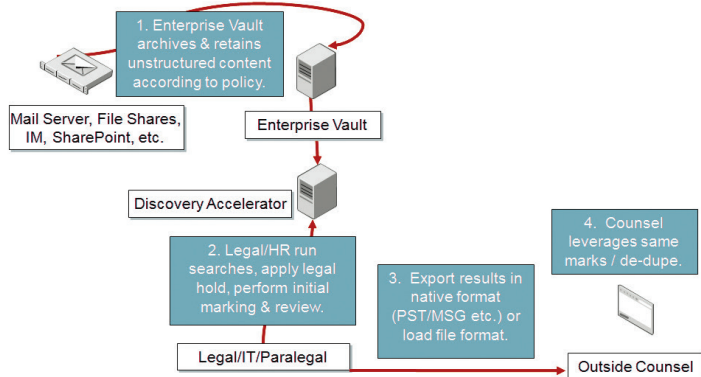 1. Enterprise Vault
archives & retains
unstructured content
according to policy.
Mail Server, File Shares,
IM, SharePoint, etc.
Enterprise Vault
Discovery Accelerator
2. Legal/HR run
searches, apply legal
hold, perform initial
marking & review.
Legal/IT/Paralegal
3. Export results in
native format
(PST/MSG etc.) or
load file format.
4. Counsel
leverages same
marks / de-dupe.
Outside Counsel